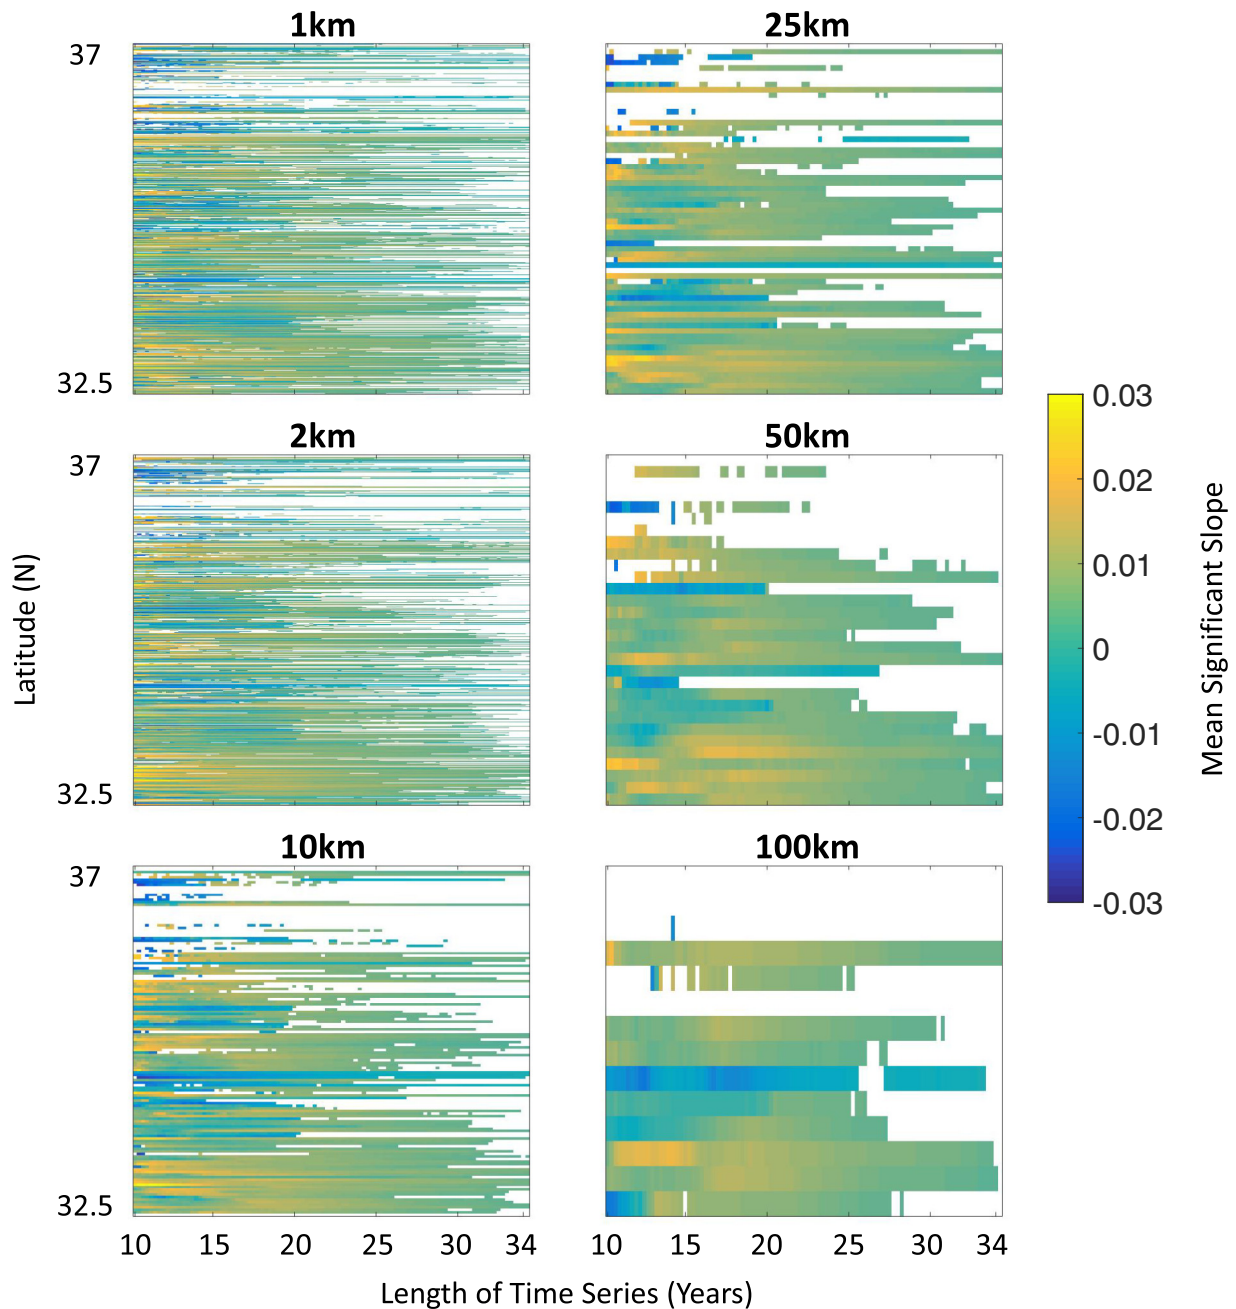 1km
25km
37
32.5
2km
50km
37
32.5
10km
100km
37
32.5
10 15 20 25 30 34
10 15 20 25 30 34
Length of Time Series (Years)
Latitude (N)
0.03
0.02
0.01
0
-0.01
-0.02
-0.03
Mean Significant Slope